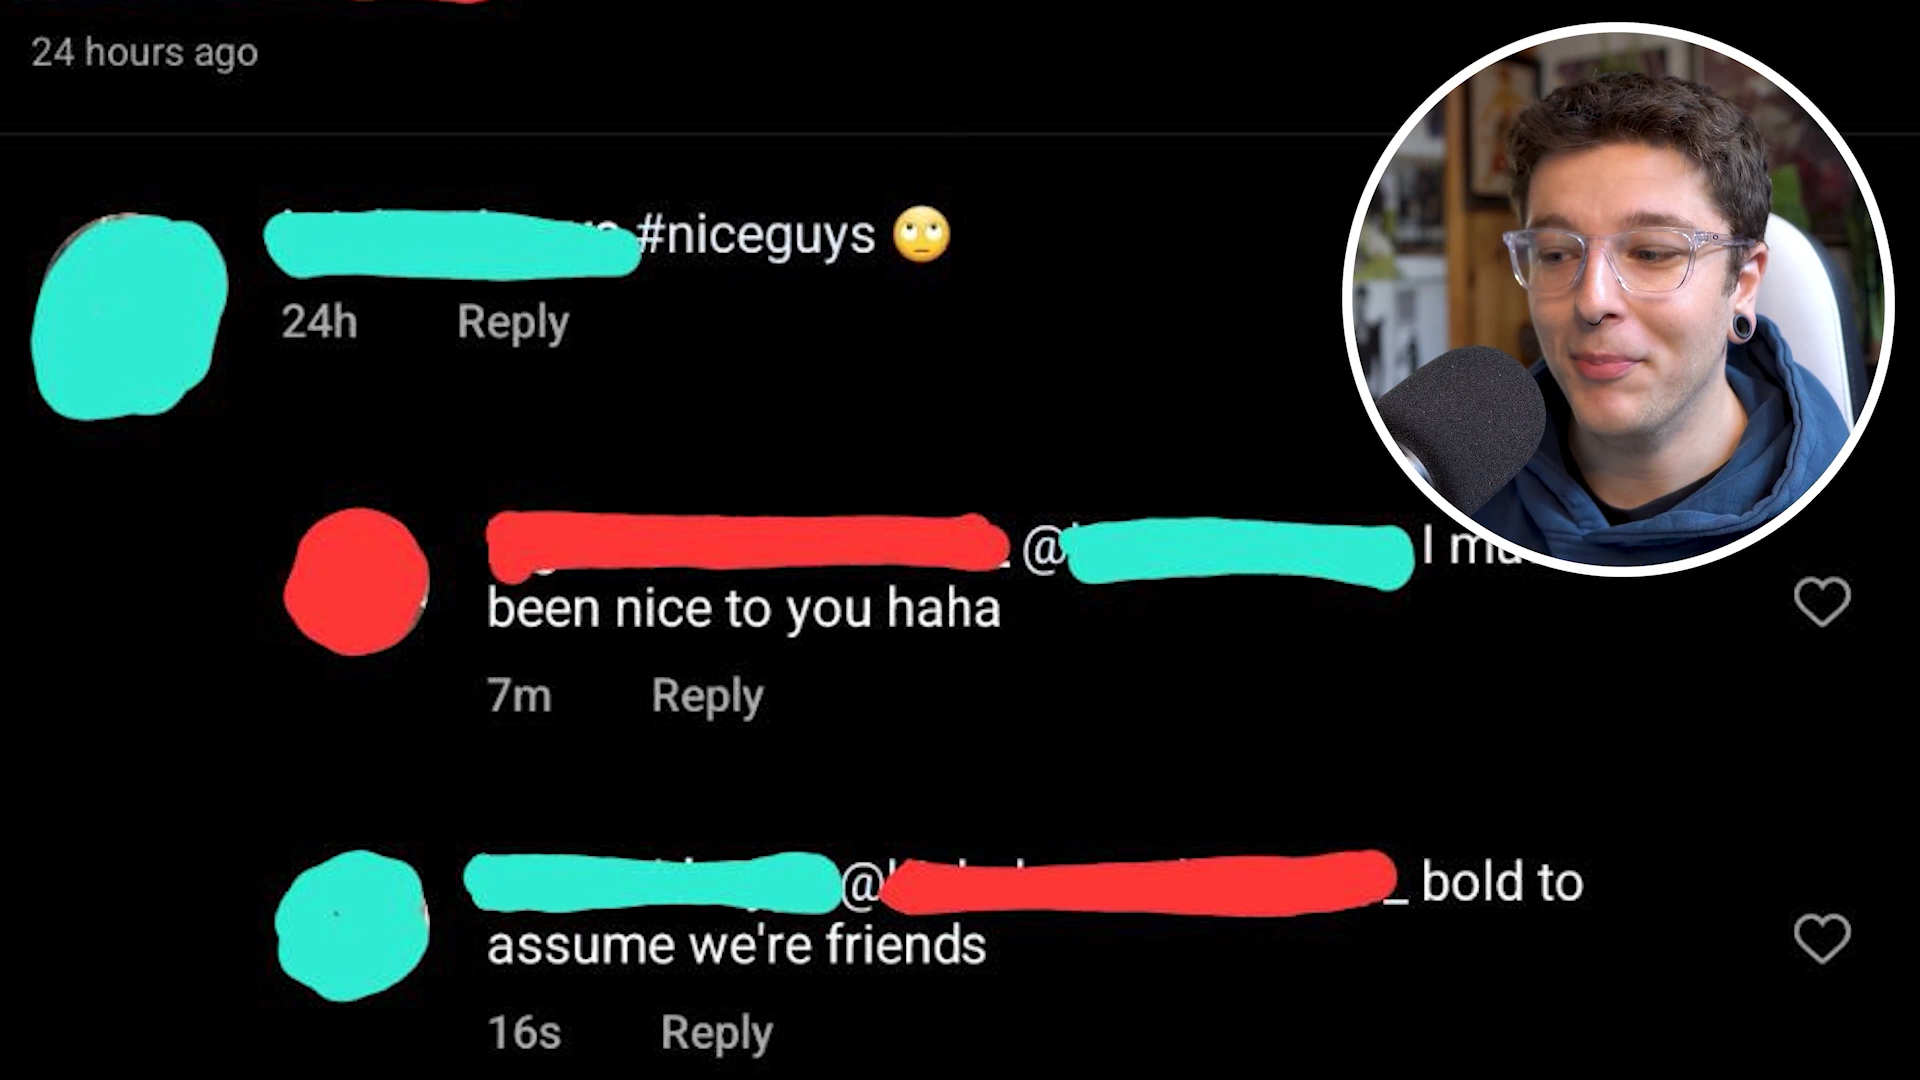 24 hours ago
#niceguys 🙄
24h Reply
@ I
been nice to you haha
7m Reply
@ _ bold to
assume we're friends
16s Reply